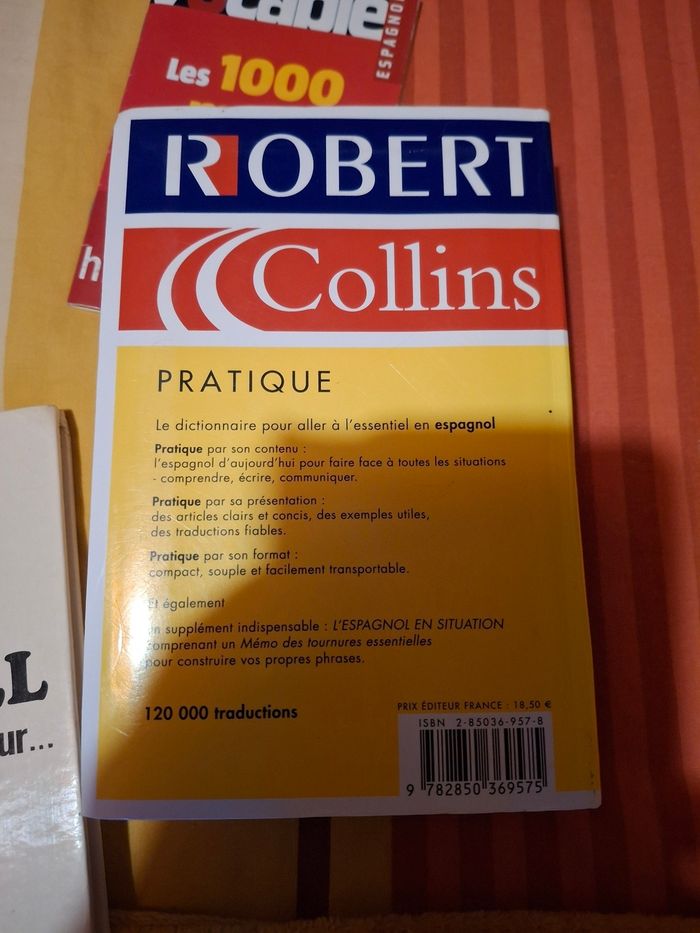 Vocable
ESPAGNOL
Les 1000
h
ROBERT
Collins
PRATIQUE
Le dictionnaire pour aller à l'essentiel en espagnol
Pratique par son contenu :
l'espagnol d'aujourd'hui pour faire face à toutes les situations
- comprendre, écrire, communiquer.
Pratique par sa présentation :
des articles clairs et concis, des exemples utiles,
des traductions fiables.
Pratique par son format :
compact, souple et facilement transportable.
Et également
un supplément indispensable : L'ESPAGNOL EN SITUATION
comprenant un Mémo des tournures essentielles
pour construire vos propres phrases.
120 000 traductions
PRIX ÉDITEUR FRANCE : 18,50 €
ISBN 2-85036-957-8
9 782850 369575
LL
ur...